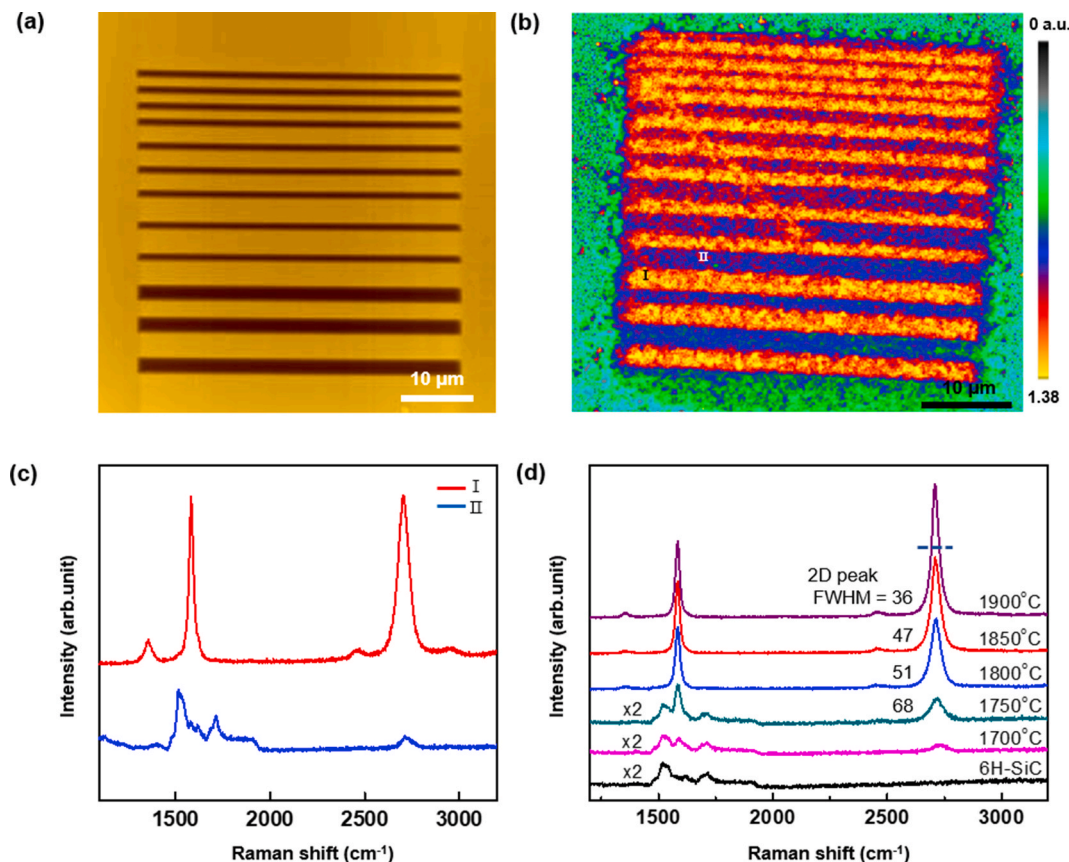 (a)
10 µm
(b)
0 a.u.
II
I
10 µm
1.38
(c)
Intensity (arb.unit)
I
II
1500
2000
2500
3000
Raman shift (cm⁻¹)
(d)
Intensity (arb.unit)
2D peak
FWHM = 36
1900°C
47
1850°C
51
1800°C
x2
68
1750°C
x2
1700°C
x2
6H-SiC
1500
2000
2500
3000
Raman shift (cm⁻¹)